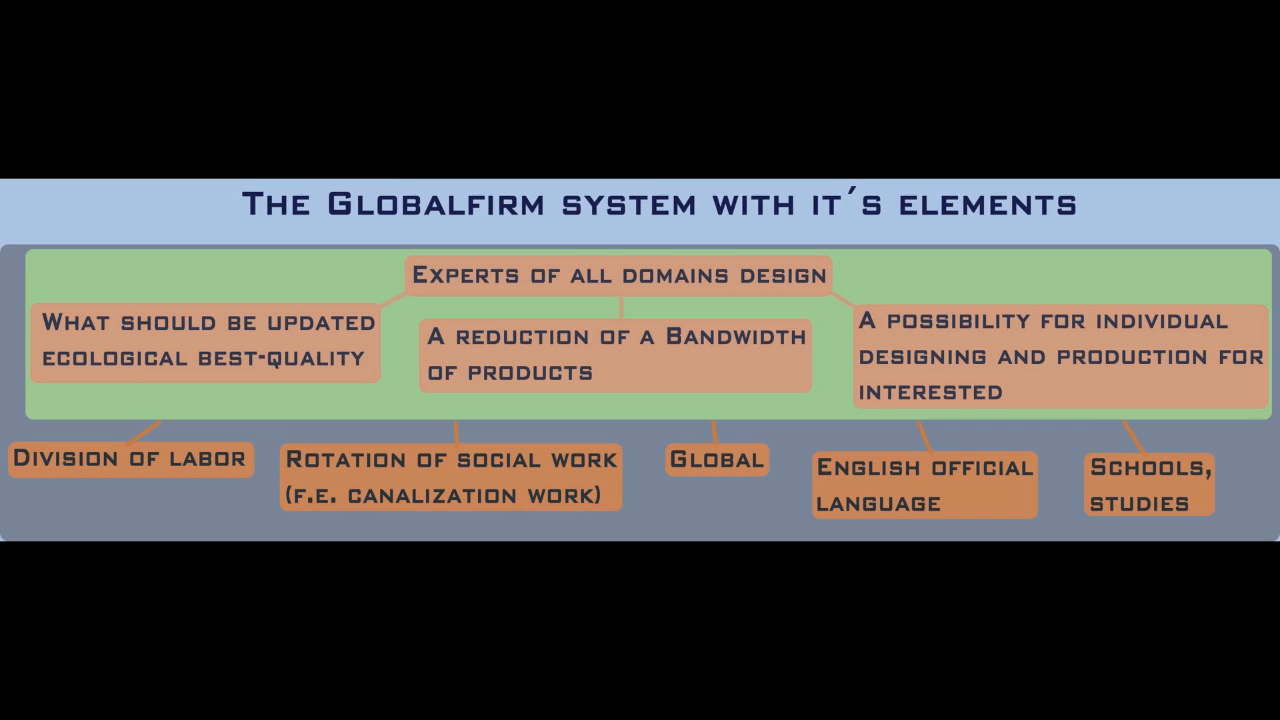 The Globalfirm system with it´s elements
Experts of all domains design
What should be updated
ecological best-quality
A reduction of a Bandwidth
of products
A possibility for individual
designing and production for
interested
Division of labor
Rotation of social work
(f.e. canalization work)
Global
English official
language
Schools,
studies